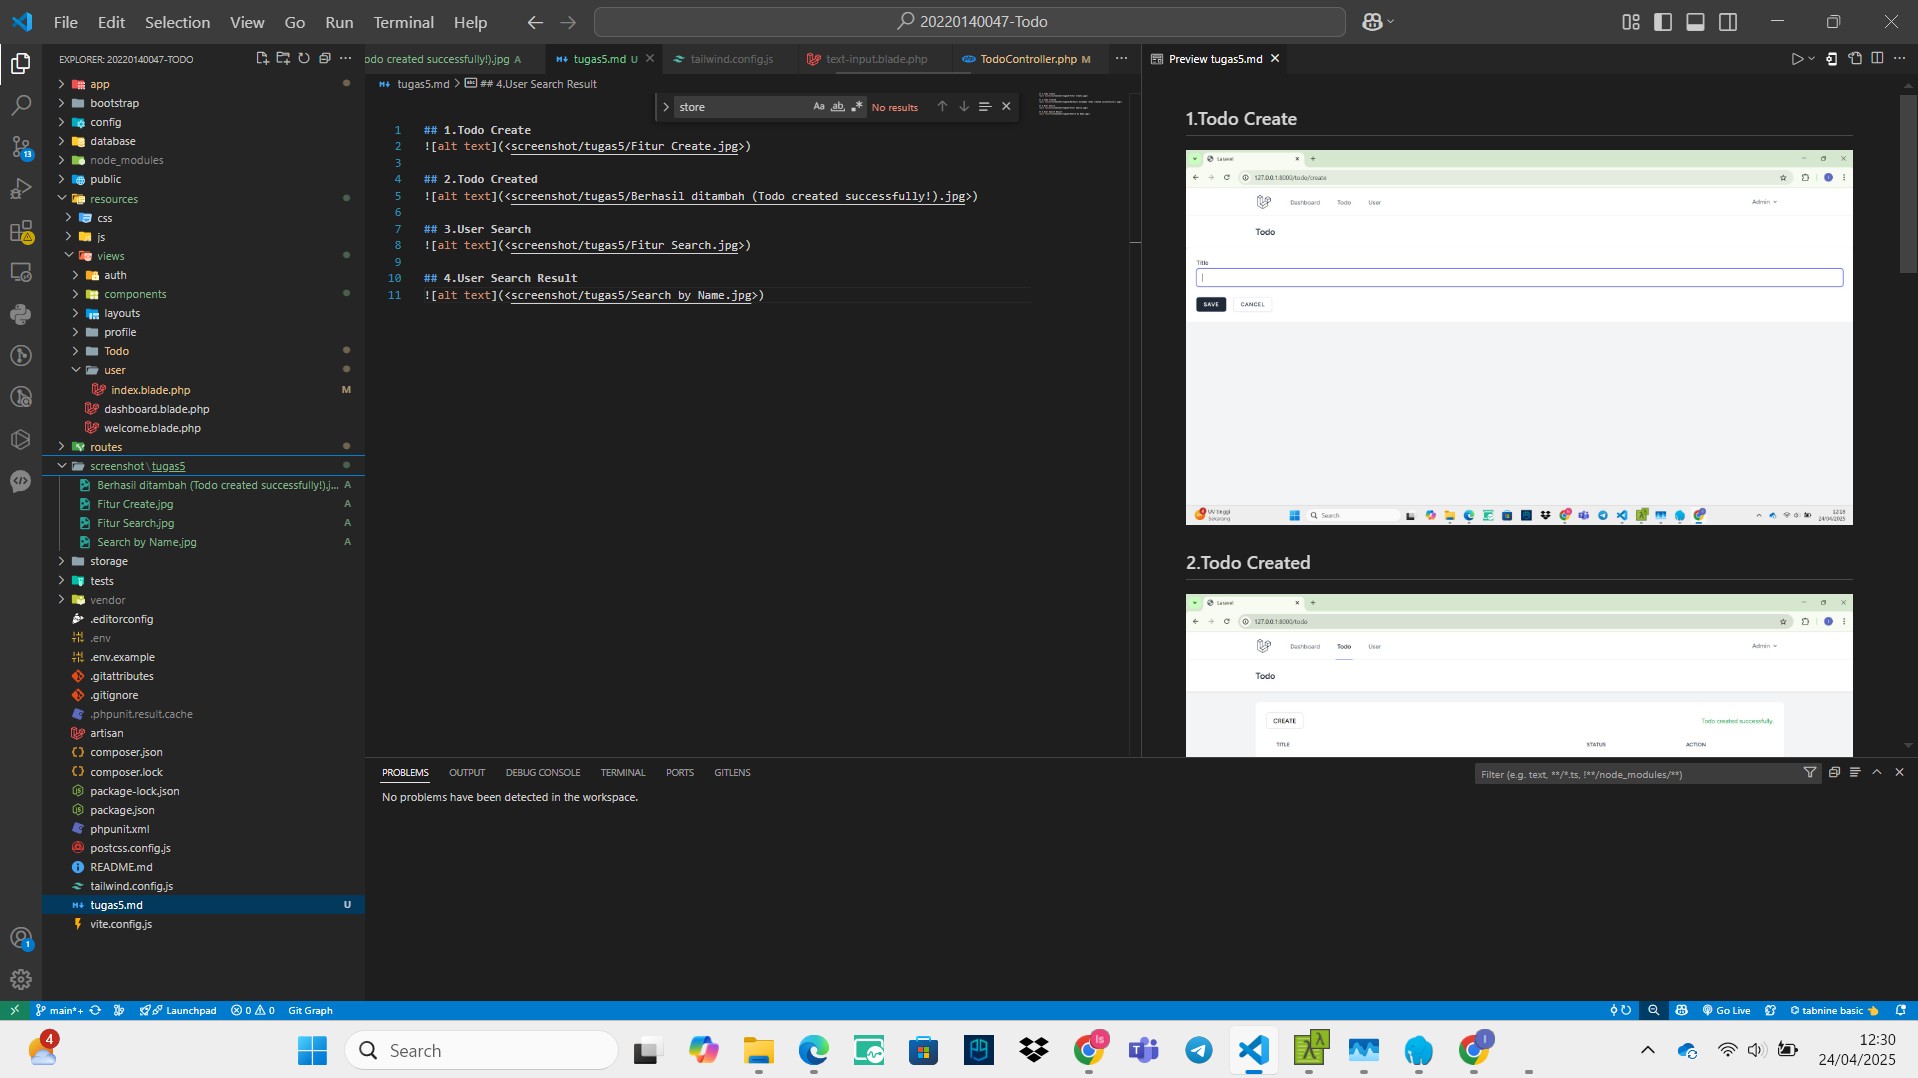 File Edit Selection View Go Run Terminal Help
20220140047-Todo
EXPLORER: 20220140047-TODO
app
bootstrap
config
database
node_modules
public
resources
css
js
views
auth
components
layouts
profile
Todo
user
index.blade.php M
dashboard.blade.php
welcome.blade.php
routes
screenshot\tugas5
Berhasil ditambah (Todo created successfully!).j... A
Fitur Create.jpg A
Fitur Search.jpg A
Search by Name.jpg A
storage
tests
vendor
.editorconfig
.env
.env.example
.gitattributes
.gitignore
.phpunit.result.cache
artisan
composer.json
composer.lock
package-lock.json
package.json
phpunit.xml
postcss.config.js
README.md
tailwind.config.js
tugas5.md U
vite.config.js
13
1
odo created successfully!).jpg A
tugas5.md U
tailwind.config.js
text-input.blade.php
TodoController.php M
tugas5.md > ## 4.User Search Result
store
Aa ab
No results
1 ## 1.Todo Create
2 ![alt text](<screenshot/tugas5/Fitur Create.jpg>)
3
4 ## 2.Todo Created
5 ![alt text](<screenshot/tugas5/Berhasil ditambah (Todo created successfully!).jpg>)
6
7 ## 3.User Search
8 ![alt text](<screenshot/tugas5/Fitur Search.jpg>)
9
10 ## 4.User Search Result
11 ![alt text](<screenshot/tugas5/Search by Name.jpg>)
Preview tugas5.md
1.Todo Create
Laravel
127.0.0.1:8000/todo/create
Dashboard Todo User Admin
Todo
Title
SAVE CANCEL
UV tinggi
Sekarang
Search
12:18
24/04/2025
2.Todo Created
Laravel
127.0.0.1:8000/todo
Dashboard Todo User Admin
Todo
CREATE
Todo created successfully.
TITLE STATUS ACTION
PROBLEMS OUTPUT DEBUG CONSOLE TERMINAL PORTS GITLENS
Filter (e.g. text, **/*.ts, !**/node_modules/**)
No problems have been detected in the workspace.
main*+ Launchpad 0 0 Git Graph
Go Live tabnine basic
4
Search
12:30
24/04/2025